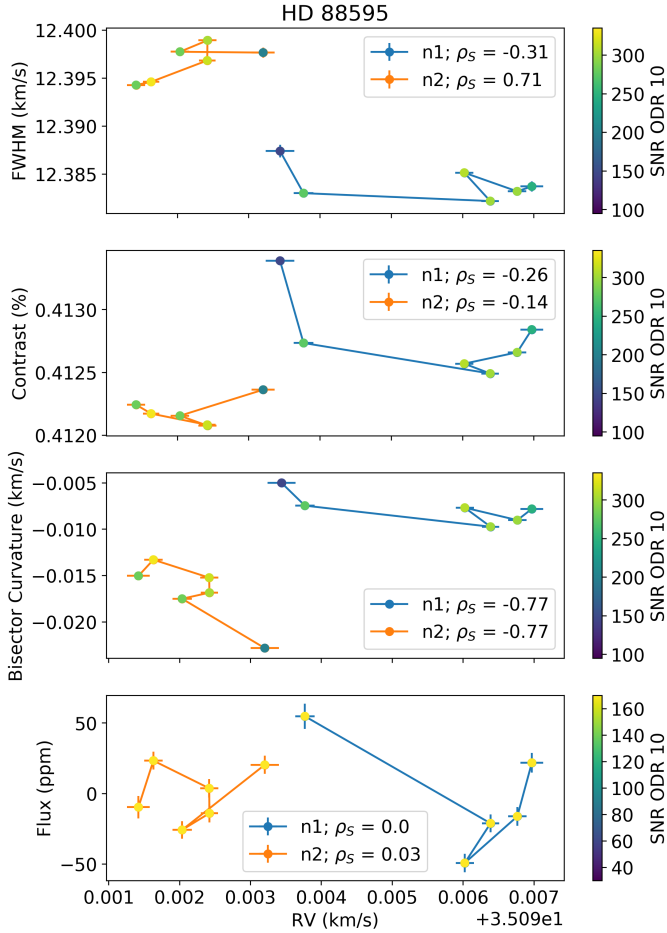 HD 88595
12.400
12.395
12.390
12.385
FWHM (km/s)
n1; ρS = -0.31
n2; ρS = 0.71
300
250
200
150
100
SNR ODR 10
0.4130
0.4125
0.4120
Contrast (%)
n1; ρS = -0.26
n2; ρS = -0.14
300
250
200
150
100
SNR ODR 10
−0.005
−0.010
−0.015
−0.020
Bisector Curvature (km/s)
n1; ρS = -0.77
n2; ρS = -0.77
300
250
200
150
100
SNR ODR 10
50
0
−50
Flux (ppm)
n1; ρS = 0.0
n2; ρS = 0.03
160
140
120
100
80
60
40
SNR ODR 10
0.001 0.002 0.003 0.004 0.005 0.006 0.007
RV (km/s)
+3.509e1